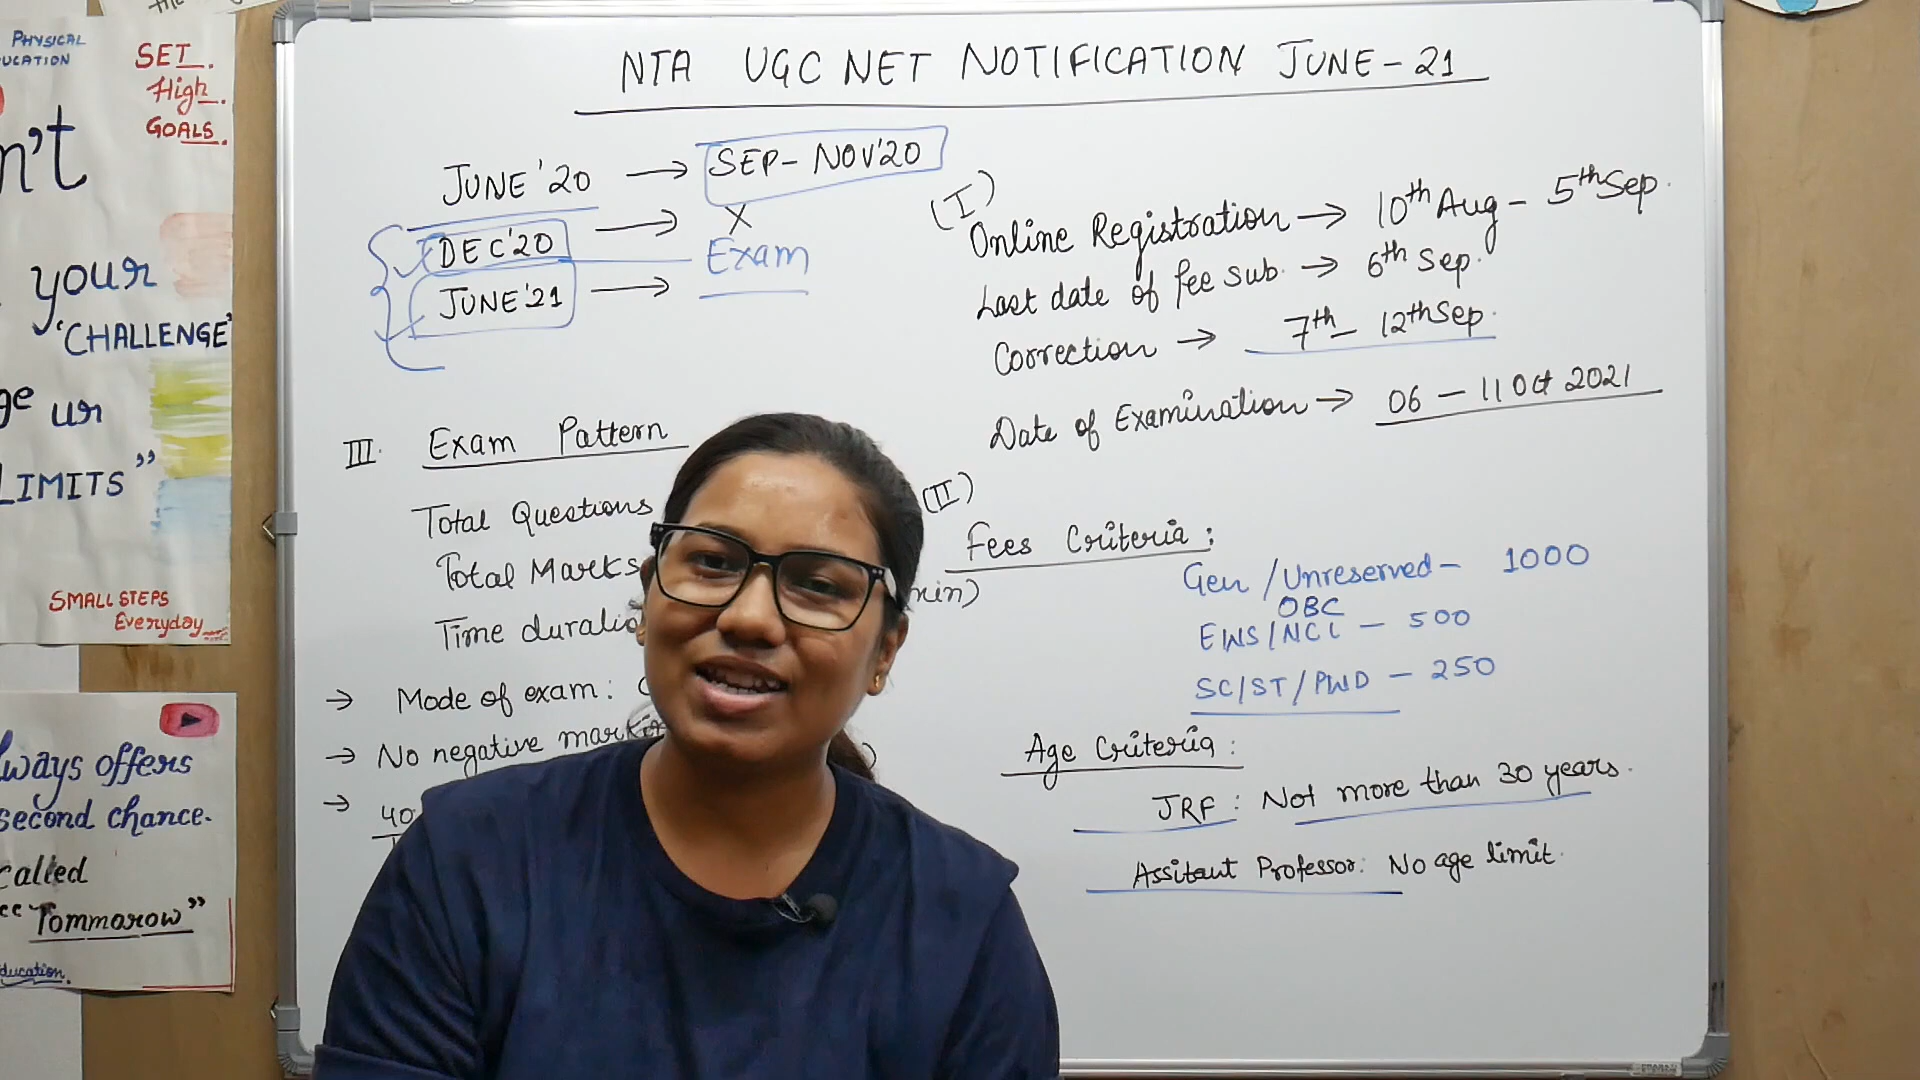 PHYSICAL
UCATION
SET.
High.
GOALS.
n't
your
'CHALLENGE'
ge ur
LIMITS"
SMALL STEPS
Everyday
ways offers
second chance.
called
"Tommorow"
ducation.
NTA UGC NET NOTIFICATION JUNE-21
JUNE'20 → SEP-NOV'20
DEC'20 → X
Exam
JUNE'21 →
(I)
Online Registration → 10th Aug - 5th Sep.
Last date of fee sub. → 6th Sep.
Correction → 7th - 12th Sep.
Date of Examination → 06 - 11 Oct 2021
III. Exam Pattern
Total Questions
Total Marks
Time duratio
min)
→ Mode of exam:
→ No negative markin
→ 40
(II)
Fees Criteria:
Gen/Unreserved - 1000
OBC
EWS/NCL - 500
SC/ST/PWD - 250
Age Criteria:
JRF: Not more than 30 years.
Assitant Professor: No age limit.